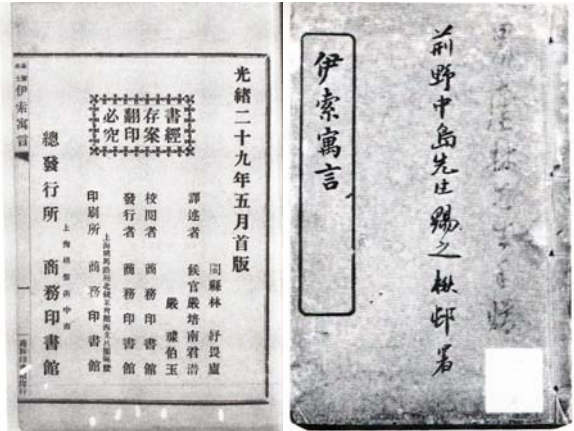 前野中島先生賜之楸邨署
伊索寓言
光緒二十九年五月首版
書經
存案
翻印
必究
閩縣林紓畏廬
譯述者 候官嚴培南君潛
嚴璩伯玉
校閱者 商務印書館
發行者 商務印書館
印刷所 商務印書館
總發行所 上海棋盤街中市 商務印書館
伊索寓言
一